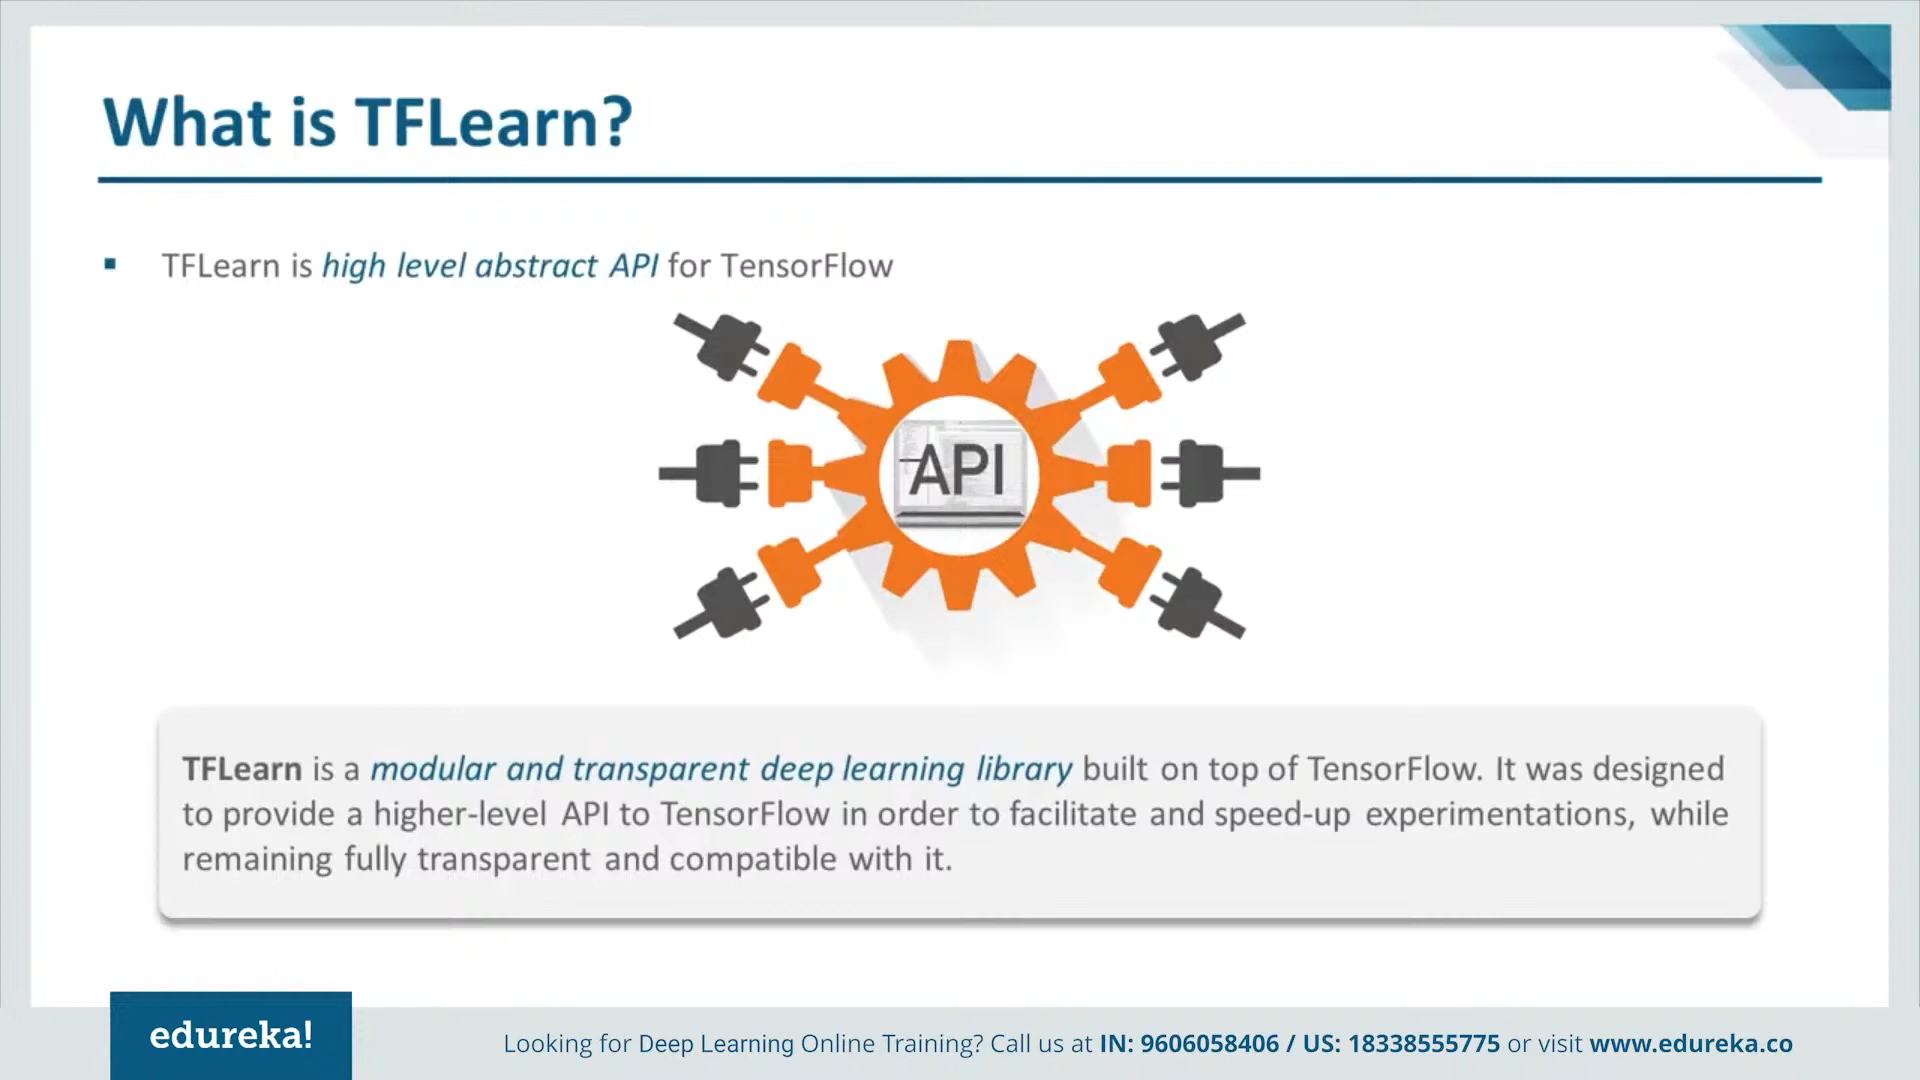 What is TFLearn?
▪ TFLearn is high level abstract API for TensorFlow
API
TFLearn is a modular and transparent deep learning library built on top of TensorFlow. It was designed
to provide a higher-level API to TensorFlow in order to facilitate and speed-up experimentations, while
remaining fully transparent and compatible with it.
edureka!
Looking for Deep Learning Online Training? Call us at IN: 9606058406 / US: 18338555775 or visit www.edureka.co